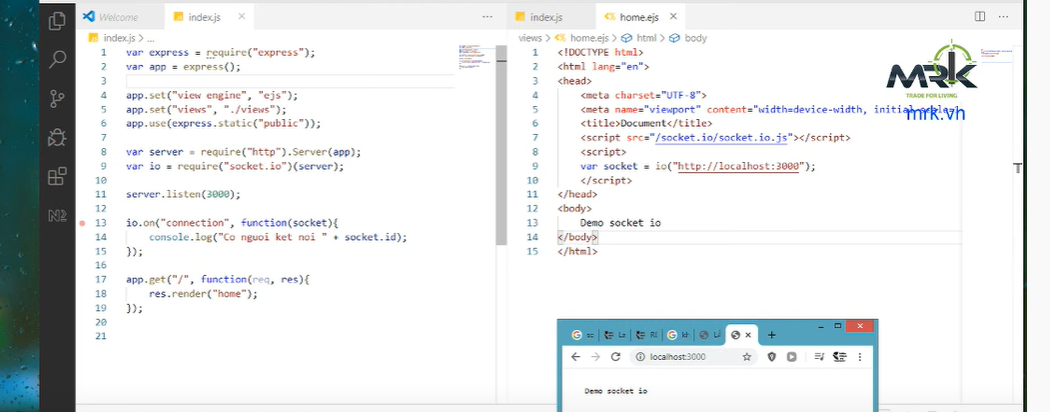 Welcome
index.js
index.js
home.ejs
index.js > ...
views > home.ejs > html > body
1 var express = require("express");
2 var app = express();
3
4 app.set("view engine", "ejs");
5 app.set("views", "./views");
6 app.use(express.static("public"));
7
8 var server = require("http").Server(app);
9 var io = require("socket.io")(server);
10
11 server.listen(3000);
12
13 io.on("connection", function(socket){
14 console.log("Co nguoi ket noi " + socket.id);
15 });
16
17 app.get("/", function(req, res){
18 res.render("home");
19 });
20
21
1 <!DOCTYPE html>
2 <html lang="en">
3 <head>
4 <meta charset="UTF-8">
5 <meta name="viewport" content="width=device-width, initial-scale=1
6 <title>Document</title>
7 <script src="/socket.io/socket.io.js"></script>
8 <script>
9 var socket = io("http://localhost:3000");
10 </script>
11 </head>
12 <body>
13 Demo socket io
14 </body>
15 </html>
MRK
TRADE FOR LIVING
mrk.vh
localhost:3000
Demo socket io